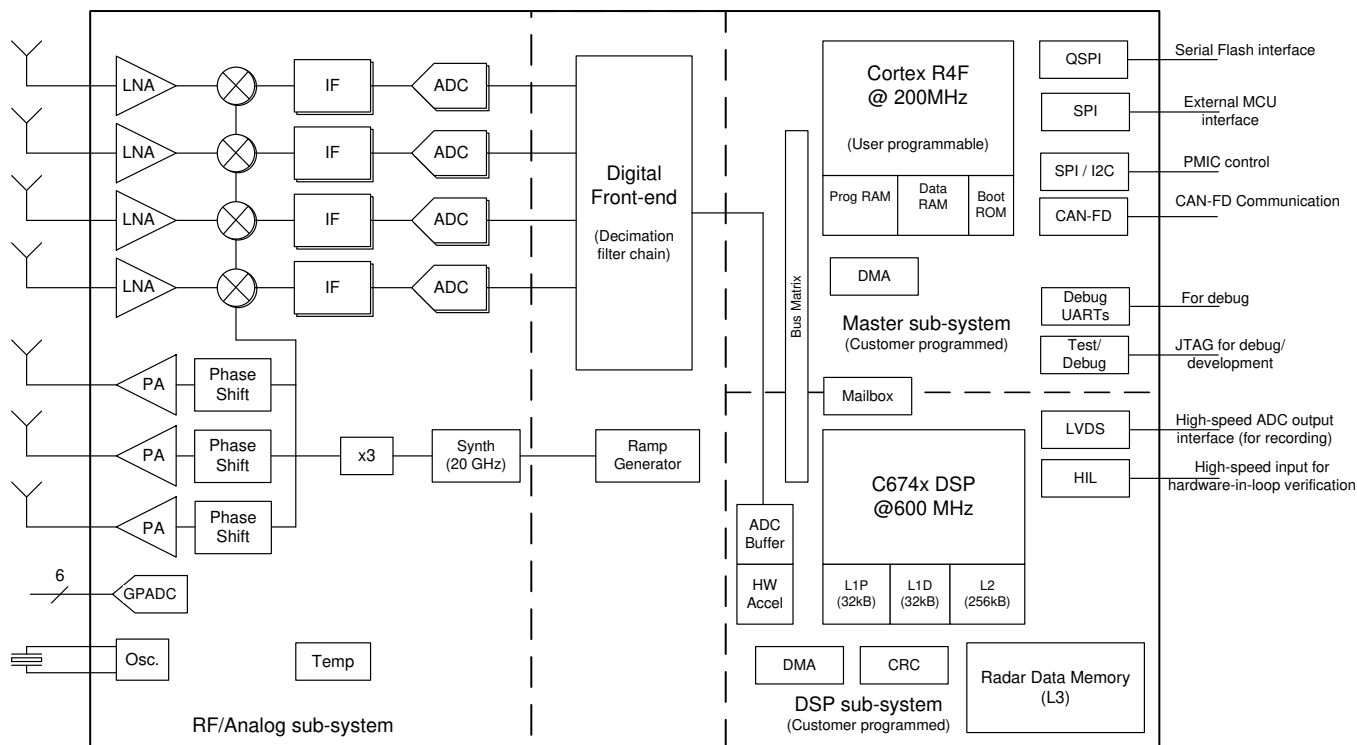 LNA
IF
ADC
LNA
IF
ADC
LNA
IF
ADC
LNA
IF
ADC
PA
Phase
Shift
PA
Phase
Shift
PA
Phase
Shift
x3
Synth
(20 GHz)
6
GPADC
Osc.
Temp
RF/Analog sub-system
Digital
Front-end
(Decimation
filter chain)
Ramp
Generator
Cortex R4F
@ 200MHz
(User programmable)
Prog RAM
Data
RAM
Boot
ROM
DMA
Bus Matrix
Master sub-system
(Customer programmed)
Mailbox
QSPI
Serial Flash interface
SPI
External MCU
interface
SPI / I2C
PMIC control
CAN-FD
CAN-FD Communication
Debug
UARTs
For debug
Test/
Debug
JTAG for debug/
development
LVDS
High-speed ADC output
interface (for recording)
HIL
High-speed input for
hardware-in-loop verification
C674x DSP
@600 MHz
ADC
Buffer
HW
Accel
L1P
(32kB)
L1D
(32kB)
L2
(256kB)
DMA
CRC
Radar Data Memory
(L3)
DSP sub-system
(Customer programmed)